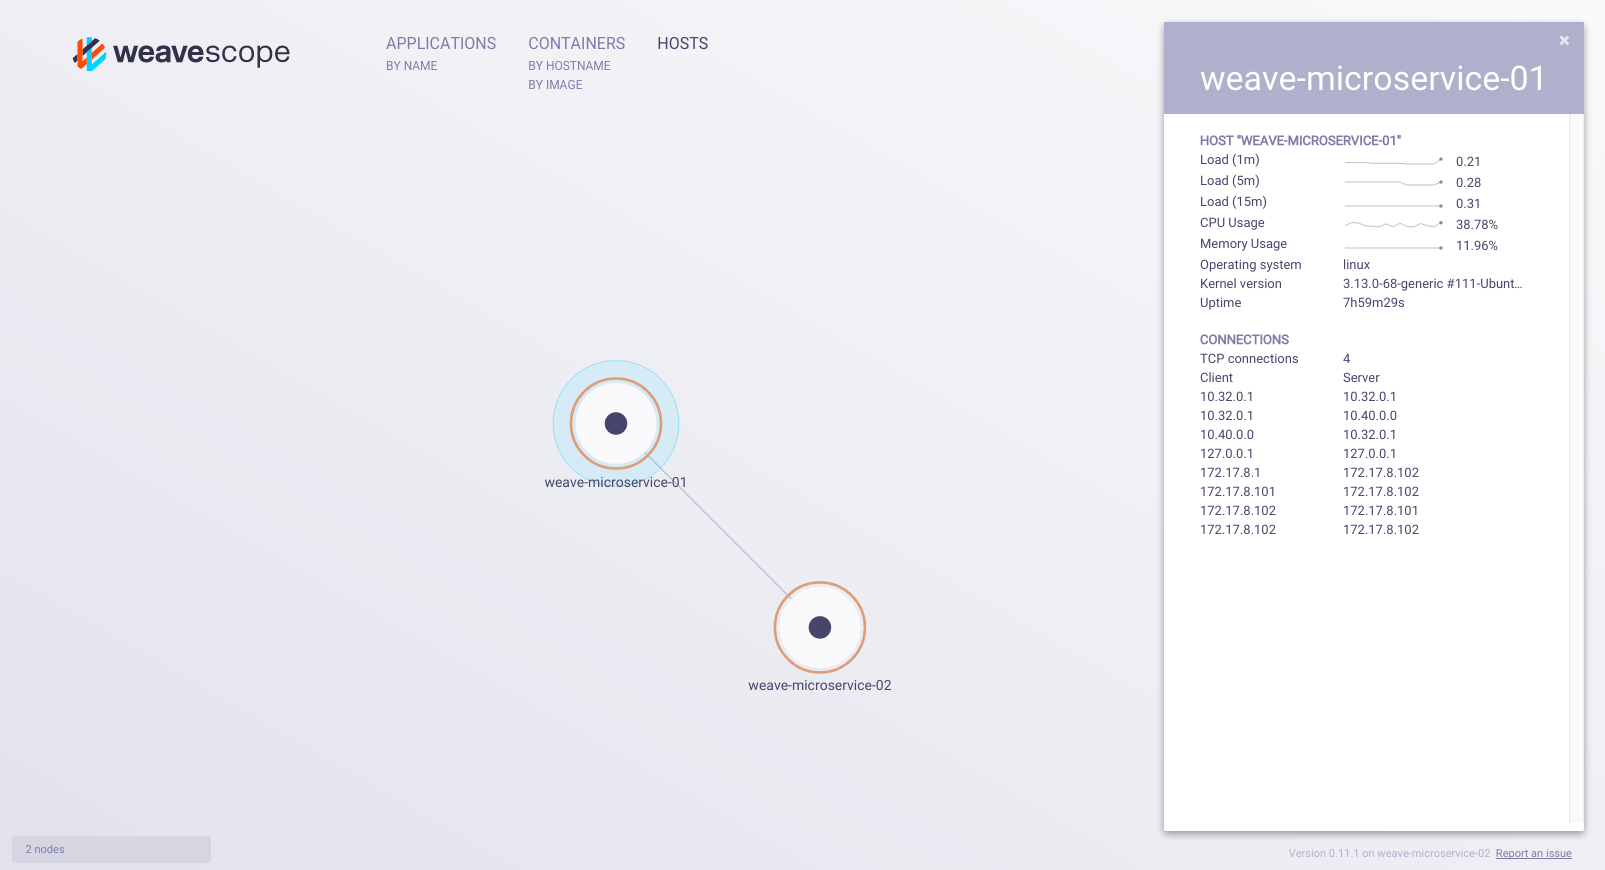 weavescope
APPLICATIONS
BY NAME
CONTAINERS
BY HOSTNAME
BY IMAGE
HOSTS
weave-microservice-01
weave-microservice-02
2 nodes
weave-microservice-01
HOST "WEAVE-MICROSERVICE-01"
Load (1m) 0.21
Load (5m) 0.28
Load (15m) 0.31
CPU Usage 38.78%
Memory Usage 11.96%
Operating system linux
Kernel version 3.13.0-68-generic #111-Ubunt...
Uptime 7h59m29s
CONNECTIONS
TCP connections 4
Client Server
10.32.0.1 10.32.0.1
10.32.0.1 10.40.0.0
10.40.0.0 10.32.0.1
127.0.0.1 127.0.0.1
172.17.8.1 172.17.8.102
172.17.8.101 172.17.8.102
172.17.8.102 172.17.8.101
172.17.8.102 172.17.8.102
Version 0.11.1 on weave-microservice-02 Report an issue